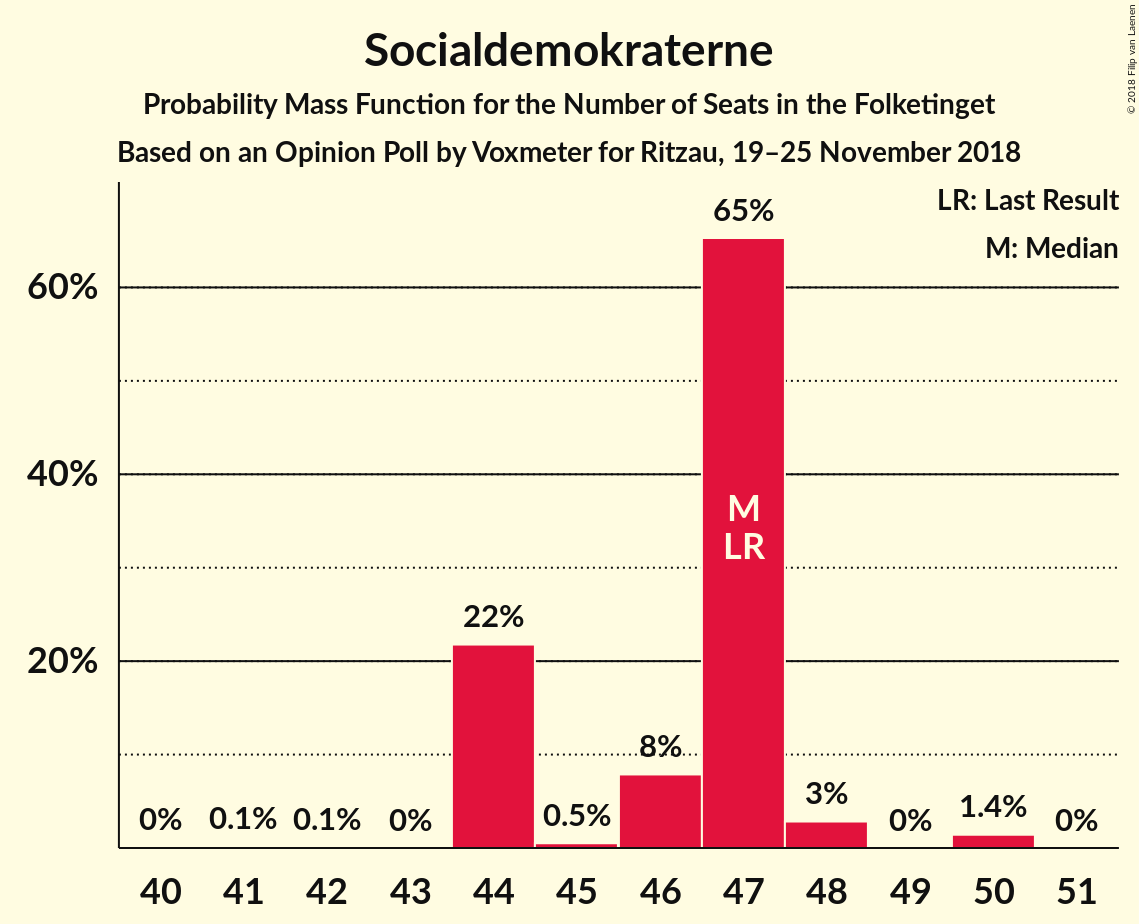 Socialdemokraterne
Probability Mass Function for the Number of Seats in the Folketinget
Based on an Opinion Poll by Voxmeter for Ritzau, 19–25 November 2018
© 2018 Filip van Laenen
LR: Last Result
M: Median
60%
40%
20%
0%
0.1%
0.1%
0%
22%
0.5%
8%
65%
3%
0%
1.4%
0%
M
LR
40 41 42 43 44 45 46 47 48 49 50 51